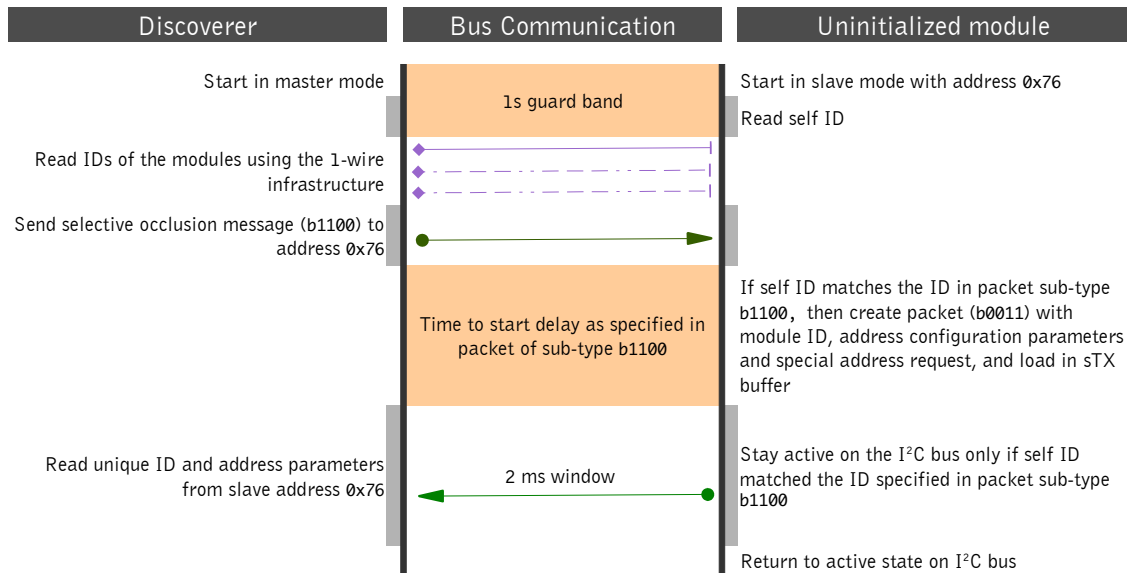 Discoverer
Bus Communication
Uninitialized module
Start in master mode
1s guard band
Start in slave mode with address 0x76
Read self ID
Read IDs of the modules using the 1-wire
infrastructure
Send selective occlusion message (b1100) to
address 0x76
Time to start delay as specified in
packet of sub-type b1100
If self ID matches the ID in packet sub-type
b1100, then create packet (b0011) with
module ID, address configuration parameters
and special address request, and load in sTX
buffer
Read unique ID and address parameters
from slave address 0x76
2 ms window
Stay active on the I²C bus only if self ID
matched the ID specified in packet sub-type
b1100
Return to active state on I²C bus